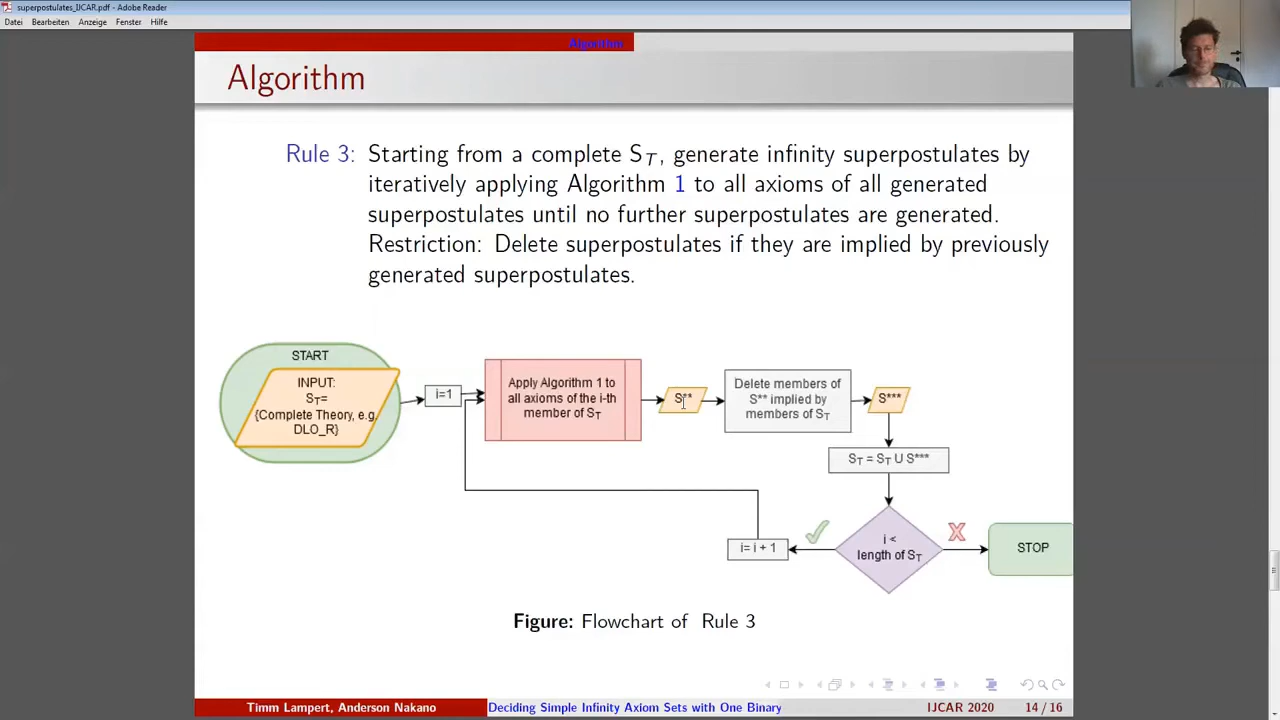 superpostulates_IJCAR.pdf - Adobe Reader
Datei Bearbeiten Anzeige Fenster Hilfe
Algorithm
Algorithm
Rule 3: Starting from a complete S_T, generate infinity superpostulates by
iteratively applying Algorithm 1 to all axioms of all generated
superpostulates until no further superpostulates are generated.
Restriction: Delete superpostulates if they are implied by previously
generated superpostulates.
START
INPUT:
S_T=
{Complete Theory, e.g.
DLO_R}
i=1
Apply Algorithm 1 to
all axioms of the i-th
member of S_T
S**
Delete members of
S** implied by
members of S_T
S***
S_T = S_T U S***
i <
length of S_T
i= i + 1
STOP
Figure: Flowchart of Rule 3
Timm Lampert, Anderson Nakano
Deciding Simple Infinity Axiom Sets with One Binary
IJCAR 2020
14 / 16